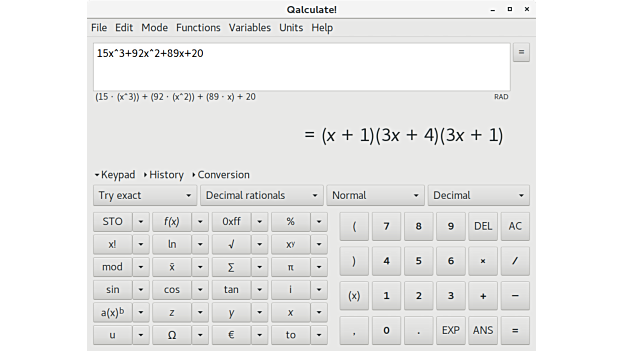 Qalculate!
File Edit Mode Functions Variables Units Help
15x^3+92x^2+89x+20
=
(15 · (x^3)) + (92 · (x^2)) + (89 · x) + 20
RAD
= (x + 1)(3x + 4)(3x + 1)
Keypad History Conversion
Try exact Decimal rationals Normal Decimal
STO f(x) 0xff % ( 7 8 9 DEL AC
x! ln √ xʸ ) 4 5 6 × /
mod x̄ ∑ π
sin cos tan i (x) 1 2 3 + −
a(x)ᵇ z y x
u Ω € to , 0 . EXP ANS =